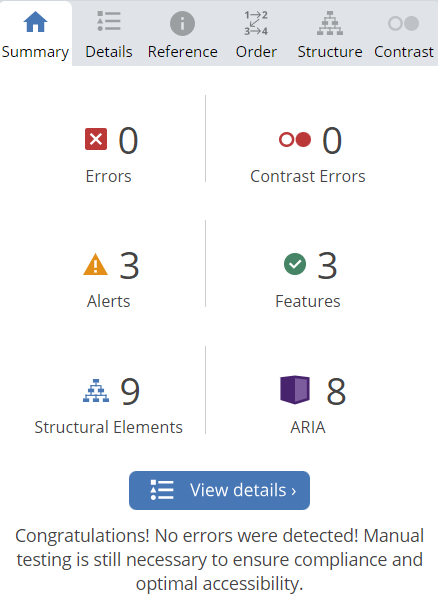 1 2
3 4
Summary Details Reference Order Structure Contrast
0 0
Errors Contrast Errors
3 3
Alerts Features
9 8
Structural Elements ARIA
View details ›
Congratulations! No errors were detected! Manual
testing is still necessary to ensure compliance and
optimal accessibility.